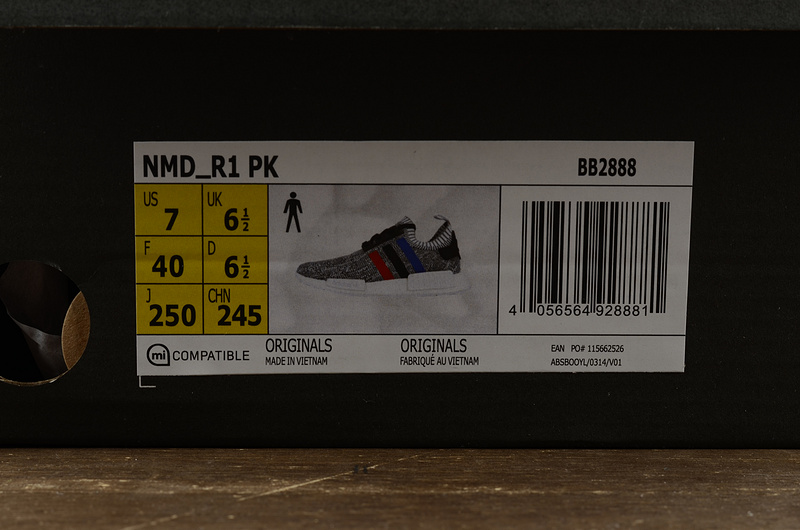 NMD_R1 PK
BB2888
US 7
UK 6½
F 40
D 6½
J 250
CHN 245
4 056564 928881
mi COMPATIBLE
ORIGINALS
MADE IN VIETNAM
ORIGINALS
FABRIQUÉ AU VIETNAM
EAN PO# 115662526
ABSBOOYL/0314/V01